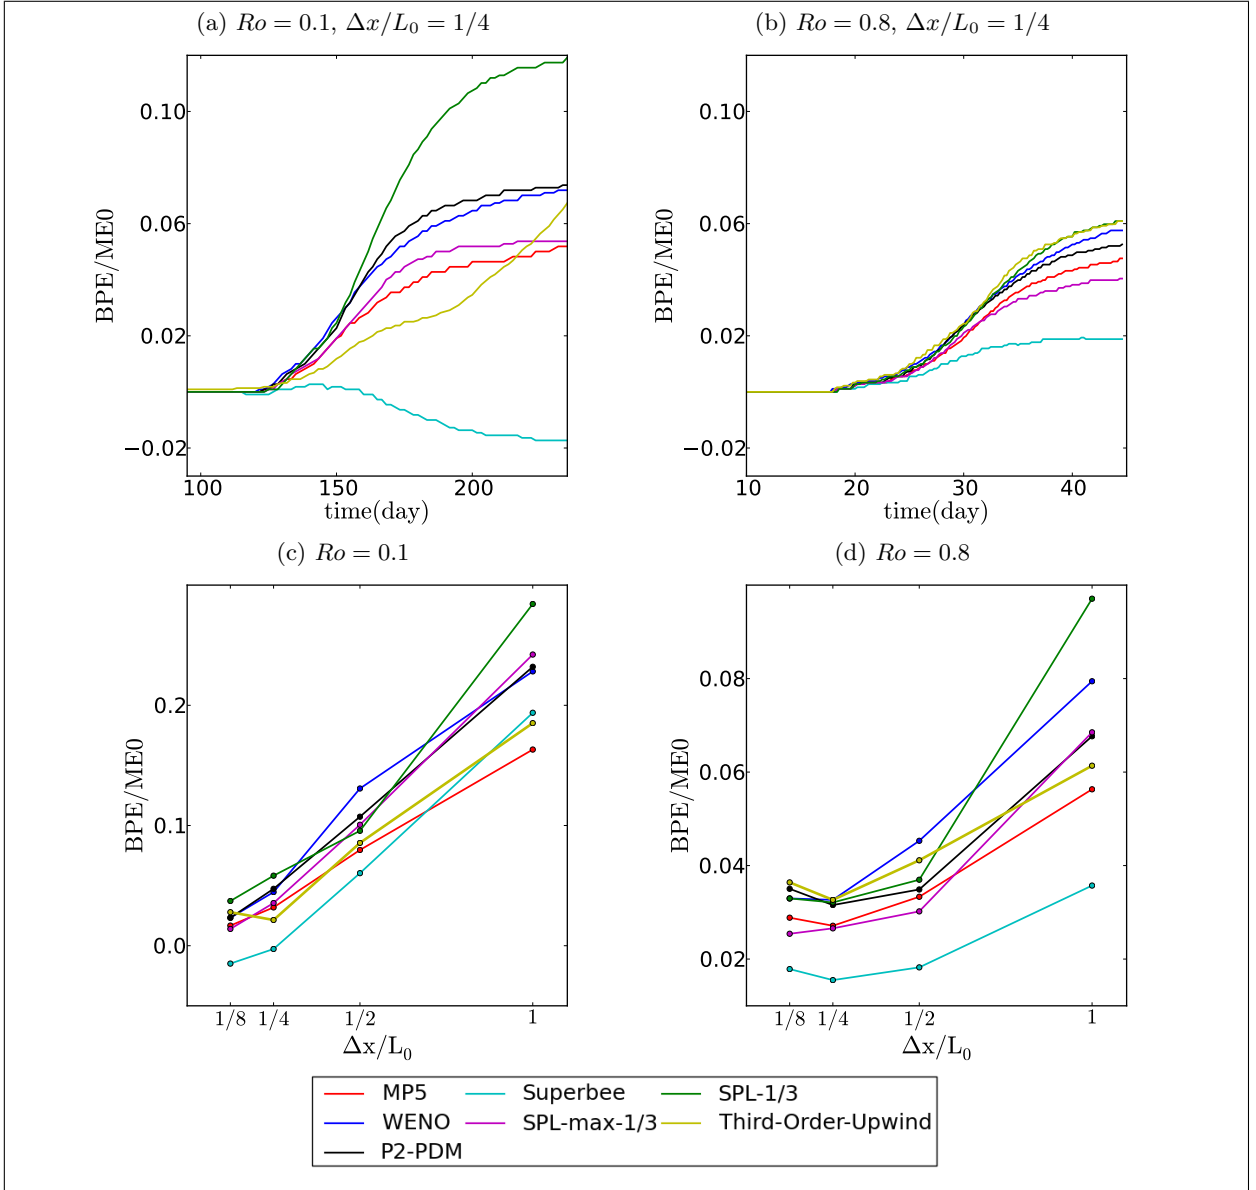 (a) Ro = 0.1, Δx/L₀ = 1/4
(b) Ro = 0.8, Δx/L₀ = 1/4
BPE/ME0
0.10
0.06
0.02
−0.02
100 150 200
time(day)
BPE/ME0
0.10
0.06
0.02
−0.02
10 20 30 40
time(day)
(c) Ro = 0.1
(d) Ro = 0.8
BPE/ME0
0.2
0.1
0.0
1/8 1/4 1/2 1
Δx/L₀
BPE/ME0
0.08
0.06
0.04
0.02
1/8 1/4 1/2 1
Δx/L₀
MP5 Superbee SPL-1/3
WENO SPL-max-1/3 Third-Order-Upwind
P2-PDM